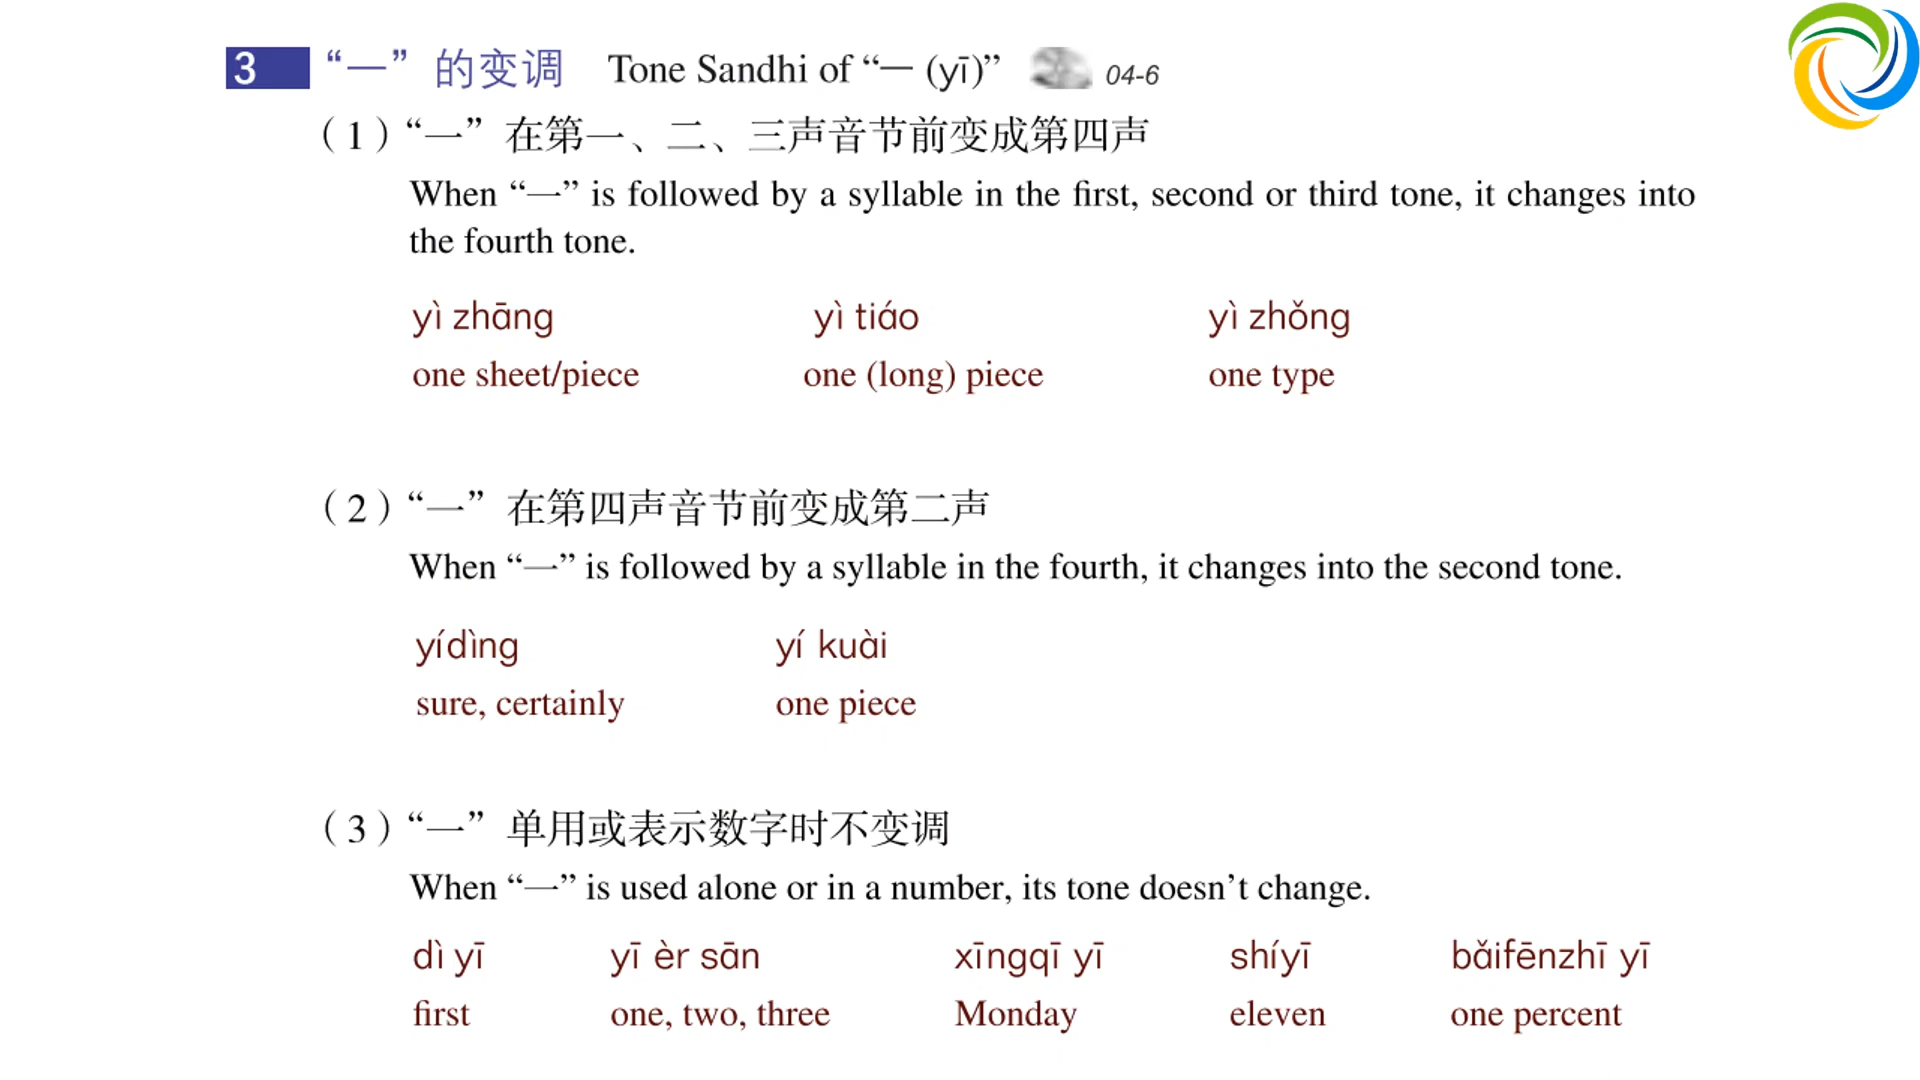 3 “一” 的变调 Tone Sandhi of “一 (yī)” 04-6
（1）“一” 在第一、二、三声音节前变成第四声
When “一” is followed by a syllable in the first, second or third tone, it changes into
the fourth tone.
yì zhāng yì tiáo yì zhǒng
one sheet/piece one (long) piece one type
（2）“一” 在第四声音节前变成第二声
When “一” is followed by a syllable in the fourth, it changes into the second tone.
yídìng yí kuài
sure, certainly one piece
（3）“一” 单用或表示数字时不变调
When “一” is used alone or in a number, its tone doesn’t change.
dì yī yī èr sān xīngqī yī shíyī bǎifēnzhī yī
first one, two, three Monday eleven one percent